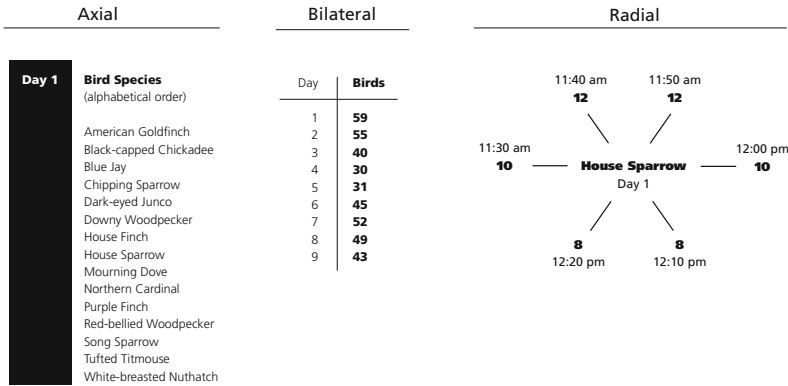 Axial
Day 1
Bird Species
(alphabetical order)
American Goldfinch
Black-capped Chickadee
Blue Jay
Chipping Sparrow
Dark-eyed Junco
Downy Woodpecker
House Finch
House Sparrow
Mourning Dove
Northern Cardinal
Purple Finch
Red-bellied Woodpecker
Song Sparrow
Tufted Titmouse
White-breasted Nuthatch
Bilateral
Day Birds
1 59
2 55
3 40
4 30
5 31
6 45
7 52
8 49
9 43
Radial
11:40 am 11:50 am
12 12
11:30 am 12:00 pm
10 House Sparrow 10
Day 1
8 8
12:20 pm 12:10 pm